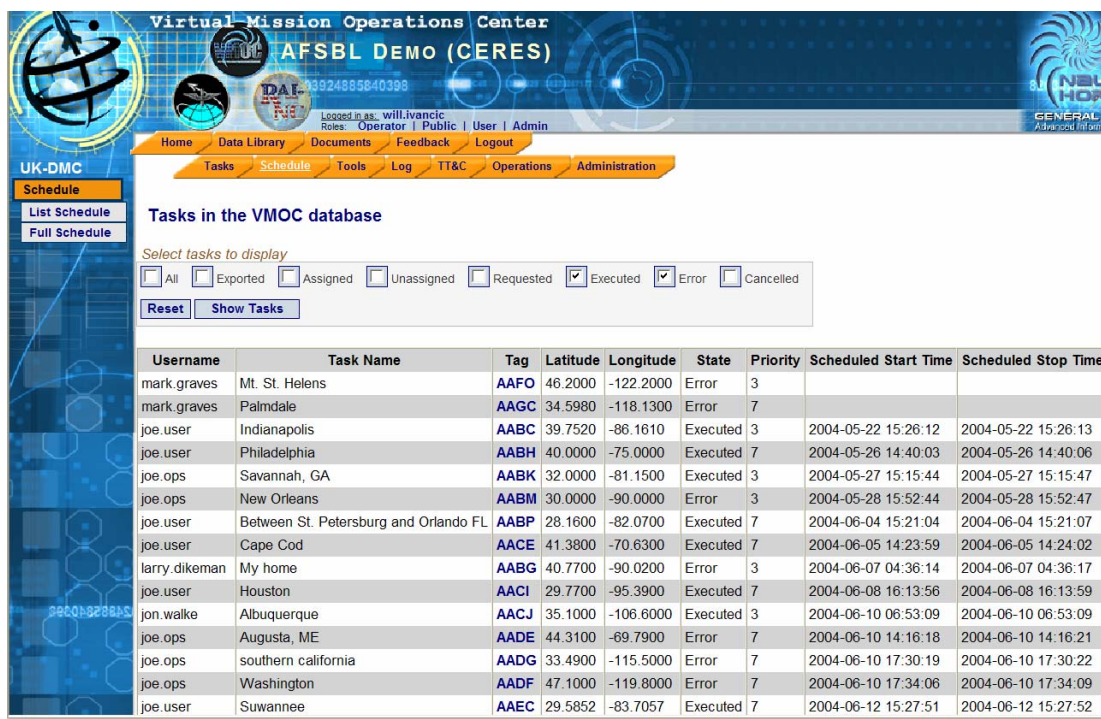 Virtual Mission Operations Center
AFSBL DEMO (CERES)
VMOC
03924885840398
Logged in as: will.ivancic
Roles: Operator | Public | User | Admin
GENERAL
Home Data Library Documents Feedback Logout
Tasks Schedule Tools Log TT&C Operations Administration
UK-DMC
Schedule
List Schedule
Full Schedule
Tasks in the VMOC database
Select tasks to display
All Exported Assigned Unassigned Requested Executed Error Cancelled
Reset Show Tasks
Username Task Name Tag Latitude Longitude State Priority Scheduled Start Time Scheduled Stop Time
mark.graves Mt. St. Helens AAFO 46.2000 -122.2000 Error 3
mark.graves Palmdale AAGC 34.5980 -118.1300 Error 7
joe.user Indianapolis AABC 39.7520 -86.1610 Executed 3 2004-05-22 15:26:12 2004-05-22 15:26:13
joe.user Philadelphia AABH 40.0000 -75.0000 Executed 7 2004-05-26 14:40:03 2004-05-26 14:40:06
joe.ops Savannah, GA AABK 32.0000 -81.1500 Executed 3 2004-05-27 15:15:44 2004-05-27 15:15:47
joe.ops New Orleans AABM 30.0000 -90.0000 Error 3 2004-05-28 15:52:44 2004-05-28 15:52:47
joe.user Between St. Petersburg and Orlando FL AABP 28.1600 -82.0700 Executed 7 2004-06-04 15:21:04 2004-06-04 15:21:07
joe.user Cape Cod AACE 41.3800 -70.6300 Executed 7 2004-06-05 14:23:59 2004-06-05 14:24:02
larry.dikeman My home AABG 40.7700 -90.0200 Error 3 2004-06-07 04:36:14 2004-06-07 04:36:17
joe.user Houston AACI 29.7700 -95.3900 Executed 7 2004-06-08 16:13:56 2004-06-08 16:13:59
jon.walke Albuquerque AACJ 35.1000 -106.6000 Executed 3 2004-06-10 06:53:09 2004-06-10 06:53:09
joe.ops Augusta, ME AADE 44.3100 -69.7900 Error 7 2004-06-10 14:16:18 2004-06-10 14:16:21
joe.ops southern california AADG 33.4900 -115.5000 Error 7 2004-06-10 17:30:19 2004-06-10 17:30:22
joe.ops Washington AADF 47.1000 -119.8000 Error 7 2004-06-10 17:34:06 2004-06-10 17:34:09
joe.user Suwannee AAEC 29.5852 -83.7057 Executed 7 2004-06-12 15:27:51 2004-06-12 15:27:52